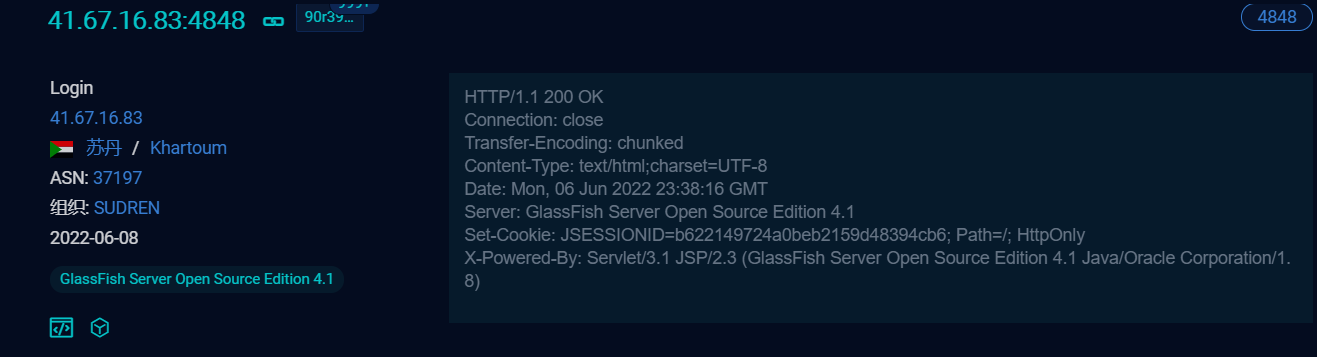 41.67.16.83:4848
90r39...
4848
Login
41.67.16.83
苏丹 / Khartoum
ASN: 37197
组织: SUDREN
2022-06-08
GlassFish Server Open Source Edition 4.1
HTTP/1.1 200 OK
Connection: close
Transfer-Encoding: chunked
Content-Type: text/html;charset=UTF-8
Date: Mon, 06 Jun 2022 23:38:16 GMT
Server: GlassFish Server Open Source Edition 4.1
Set-Cookie: JSESSIONID=b622149724a0beb2159d48394cb6; Path=/; HttpOnly
X-Powered-By: Servlet/3.1 JSP/2.3 (GlassFish Server Open Source Edition 4.1 Java/Oracle Corporation/1.
8)